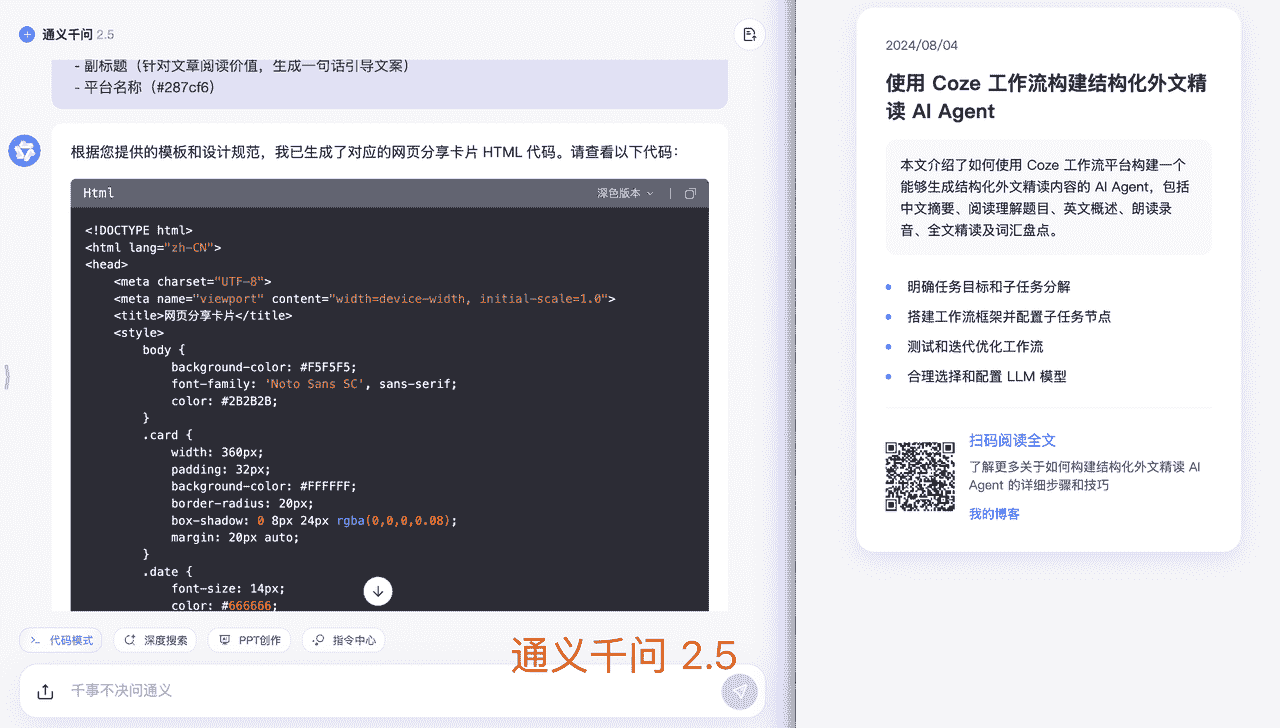 通义千问 2.5
- 副标题（针对文章阅读价值，生成一句话引导文案）
- 平台名称（#287cf6）
根据您提供的模板和设计规范，我已生成了对应的网页分享卡片 HTML 代码。请查看以下代码：
Html
深色版本
<!DOCTYPE html>
<html lang="zh-CN">
<head>
    <meta charset="UTF-8">
    <meta name="viewport" content="width=device-width, initial-scale=1.0">
    <title>网页分享卡片</title>
    <style>
        body {
            background-color: #F5F5F5;
            font-family: 'Noto Sans SC', sans-serif;
            color: #2B2B2B;
        }
        .card {
            width: 360px;
            padding: 32px;
            background-color: #FFFFFF;
            border-radius: 20px;
            box-shadow: 0 8px 24px rgba(0,0,0,0.08);
            margin: 20px auto;
        }
        .date {
            font-size: 14px;
            color: #666666;
代码模式
深度搜索
PPT创作
指令中心
通义千问 2.5
千事不决问通义
2024/08/04
使用 Coze 工作流构建结构化外文精
读 AI Agent
本文介绍了如何使用 Coze 工作流平台构建一个
能够生成结构化外文精读内容的 AI Agent，包括
中文摘要、阅读理解题目、英文概述、朗读录
音、全文精读及词汇盘点。
明确任务目标和子任务分解
搭建工作流框架并配置子任务节点
测试和迭代优化工作流
合理选择和配置 LLM 模型
扫码阅读全文
了解更多关于如何构建结构化外文精读 AI
Agent 的详细步骤和技巧
我的博客